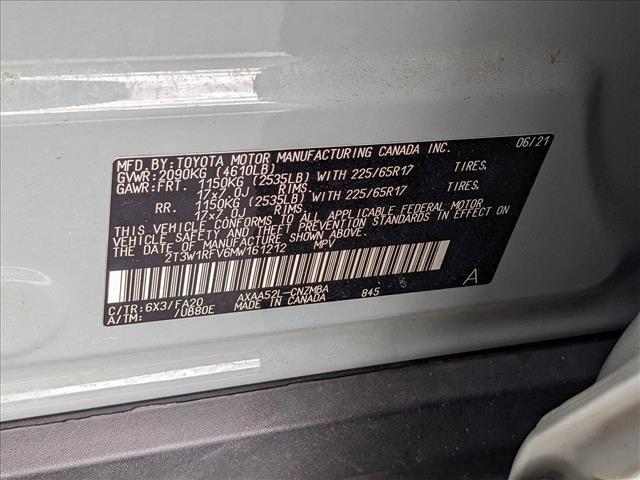 MFD. BY: TOYOTA MOTOR MANUFACTURING CANADA INC. 06/21
GVWR: 2090KG (4610LB)
GAWR: FRT. 1150KG (2535LB) WITH 225/65R17 TIRES,
17x7.0J RIMS
RR. 1150KG (2535LB) WITH 225/65R17 TIRES,
17x7.0J RIMS
THIS VEHICLE CONFORMS TO ALL APPLICABLE FEDERAL MOTOR
VEHICLE SAFETY AND THEFT PREVENTION STANDARDS IN EFFECT
ON THE DATE OF MANUFACTURE SHOWN ABOVE.
2T3W1RFV6MW161212 MPV
C/TR: 6X3/FA20 AXAA52L-CNZMBA 845 A
A/TM: /UB80E MADE IN CANADA